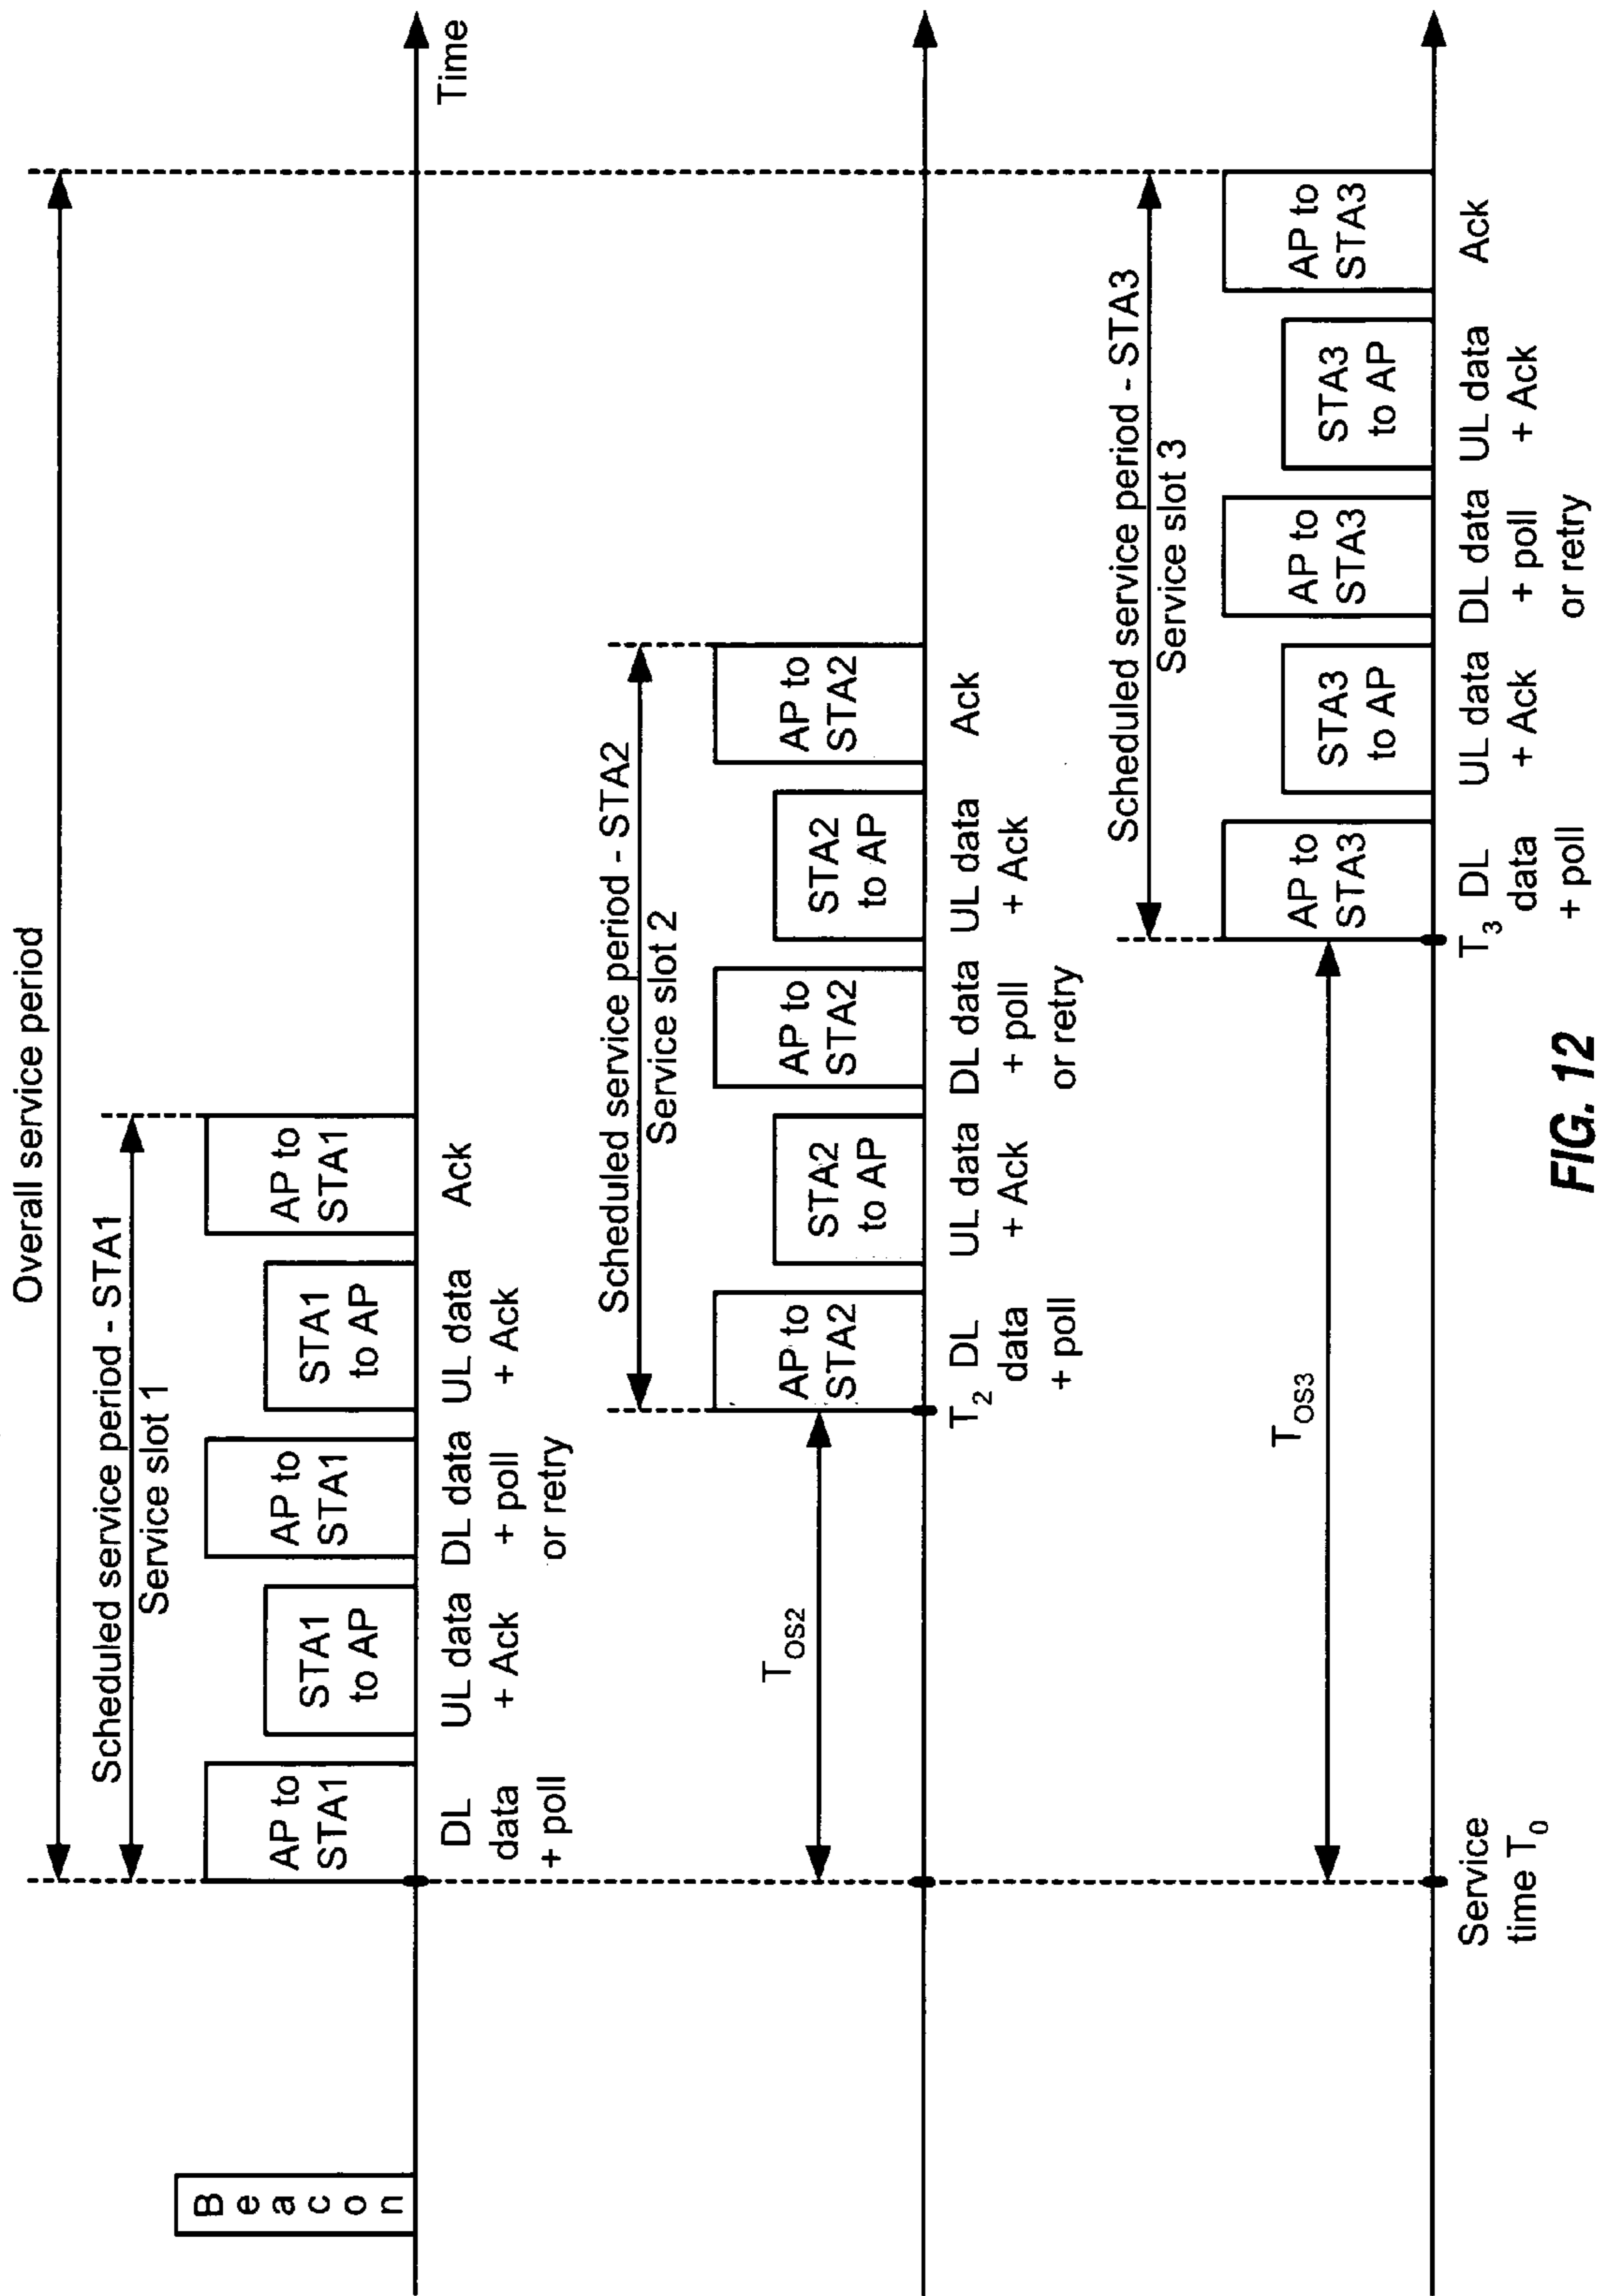 Overall service period
Scheduled service period - STA1
Service slot 1
Beacon
AP to
STA1
STA1
to AP
AP to
STA1
STA1
to AP
AP to
STA1
Time
DL
data
+ poll
UL data
+ Ack
DL data
+ poll
or retry
UL data
+ Ack
Ack
Scheduled service period - STA2
Service slot 2
TOS2
AP to
STA2
STA2
to AP
AP to
STA2
STA2
to AP
AP to
STA2
T2
DL
data
+ poll
UL data
+ Ack
DL data
+ poll
or retry
UL data
+ Ack
Ack
Scheduled service period - STA3
Service slot 3
TOS3
AP to
STA3
STA3
to AP
AP to
STA3
STA3
to AP
AP to
STA3
Service
time T0
T3
DL
data
+ poll
UL data
+ Ack
DL data
+ poll
or retry
UL data
+ Ack
Ack
FIG. 12